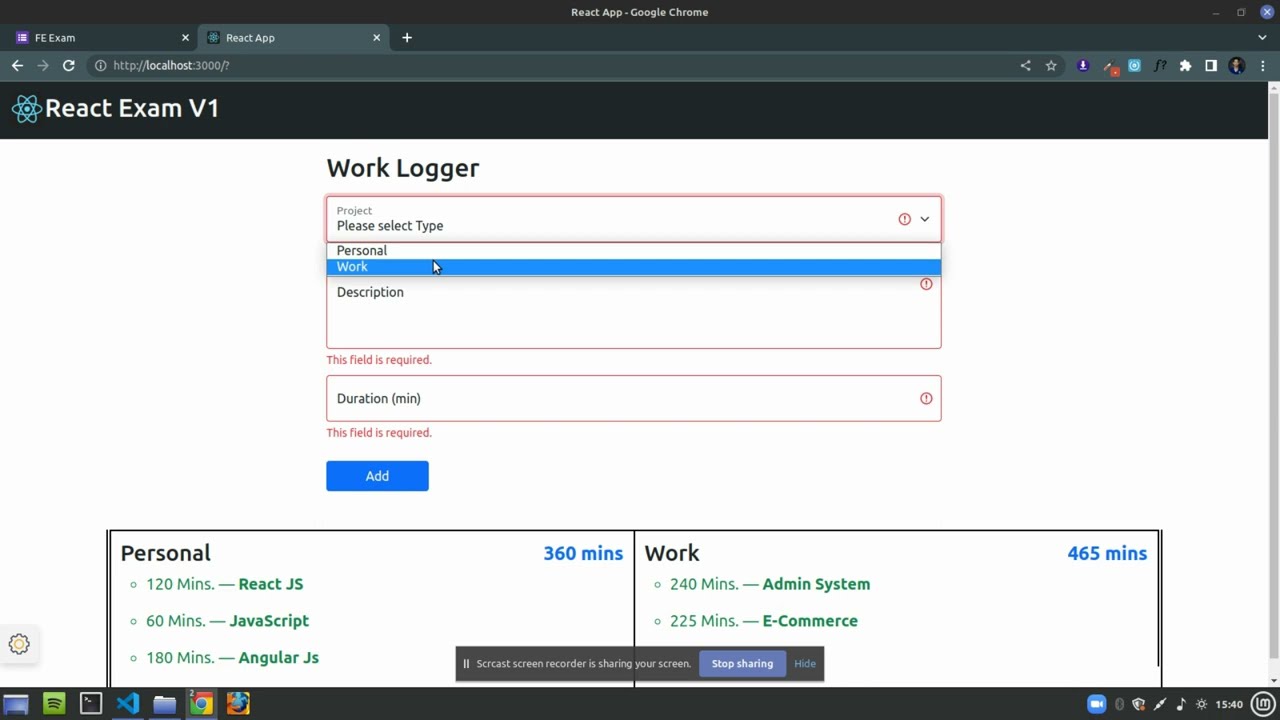 React App - Google Chrome
FE Exam
React App
http://localhost:3000/?
f?
React Exam V1
Work Logger
Project
Please select Type
Personal
Work
Description
This field is required.
Duration (min)
This field is required.
Add
Personal 360 mins
120 Mins. — React JS
60 Mins. — JavaScript
180 Mins. — Angular Js
Work 465 mins
240 Mins. — Admin System
225 Mins. — E-Commerce
Scrcast screen recorder is sharing your screen.
Stop sharing
Hide
2
15:40